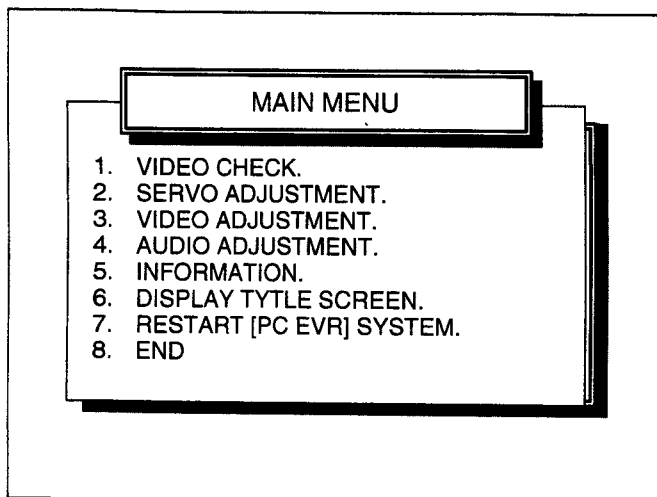 MAIN MENU
1. VIDEO CHECK.
2. SERVO ADJUSTMENT.
3. VIDEO ADJUSTMENT.
4. AUDIO ADJUSTMENT.
5. INFORMATION.
6. DISPLAY TYTLE SCREEN.
7. RESTART [PC EVR] SYSTEM.
8. END